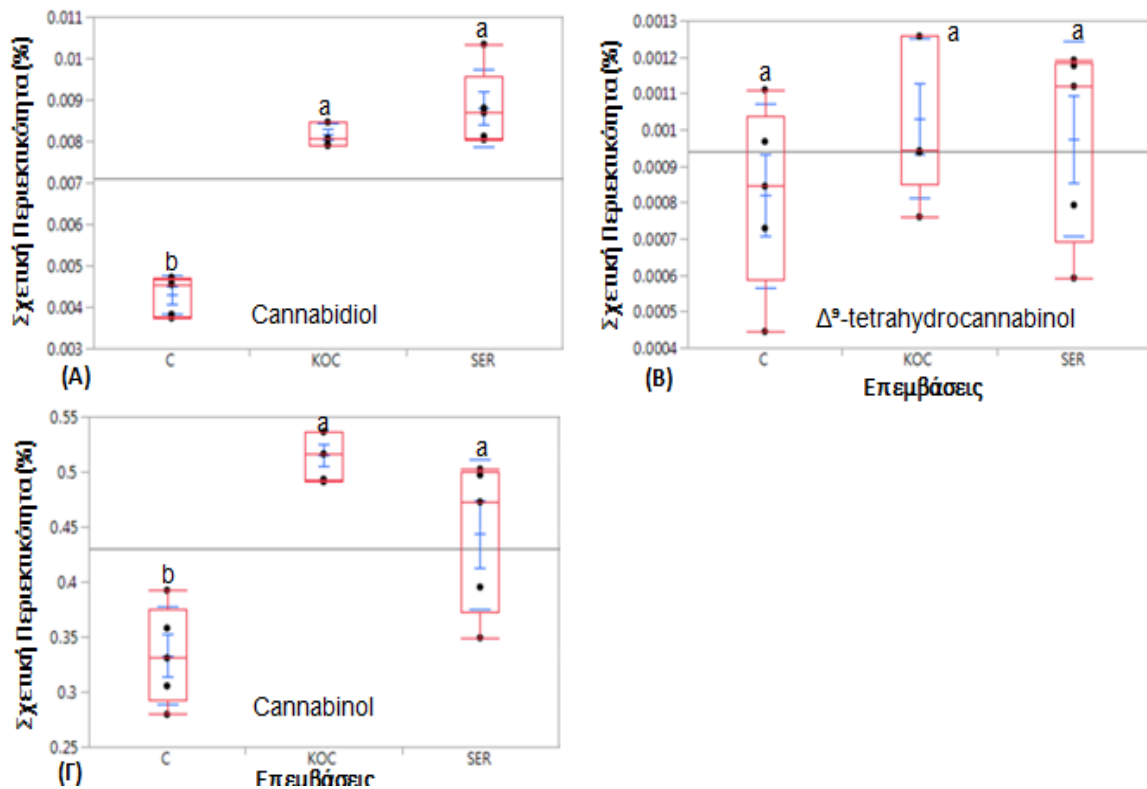 Σχετική Περιεκτικότητα (%)
0.011
0.01
0.009
0.008
0.007
0.006
0.005
0.004
0.003
b
a
a
Cannabidiol
C
KOC
SER
(Α)
Σχετική Περιεκτικότητα (%)
0.0013
0.0012
0.0011
0.001
0.0009
0.0008
0.0007
0.0006
0.0005
0.0004
a
a
a
Δ⁹-tetrahydrocannabinol
C
KOC
SER
(Β)
Επεμβάσεις
Σχετική Περιεκτικότητα (%)
0.55
0.5
0.45
0.4
0.35
0.3
0.25
b
a
a
Cannabinol
C
KOC
SER
(Γ)
Επεμβάσεις